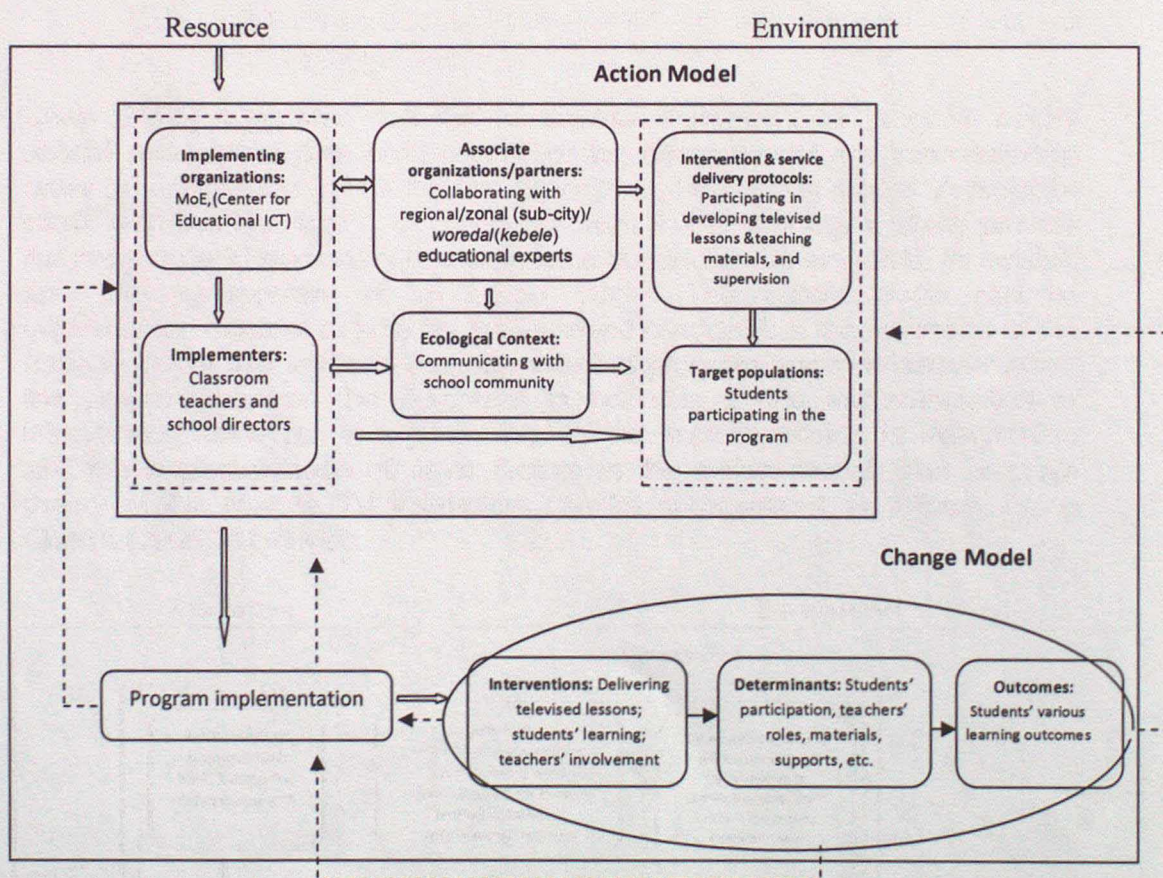 Resource
Environment
Action Model
Implementing
organizations:
MoE,(Center for
Educational ICT)
Associate
organizations/partners:
Collaborating with
regional/zonal (sub-city)/
woredal(kebele)
educational experts
Intervention & service
delivery protocols:
Participating in
developing televised
lessons &teaching
materials, and
supervision
Implementers:
Classroom
teachers and
school directors
Ecological Context:
Communicating with
school community
Target populations:
Students
participating in the
program
Change Model
Program implementation
Interventions: Delivering
televised lessons;
students' learning;
teachers' involvement
Determinants: Students'
participation, teachers'
roles, materials,
supports, etc.
Outcomes:
Students' various
learning outcomes